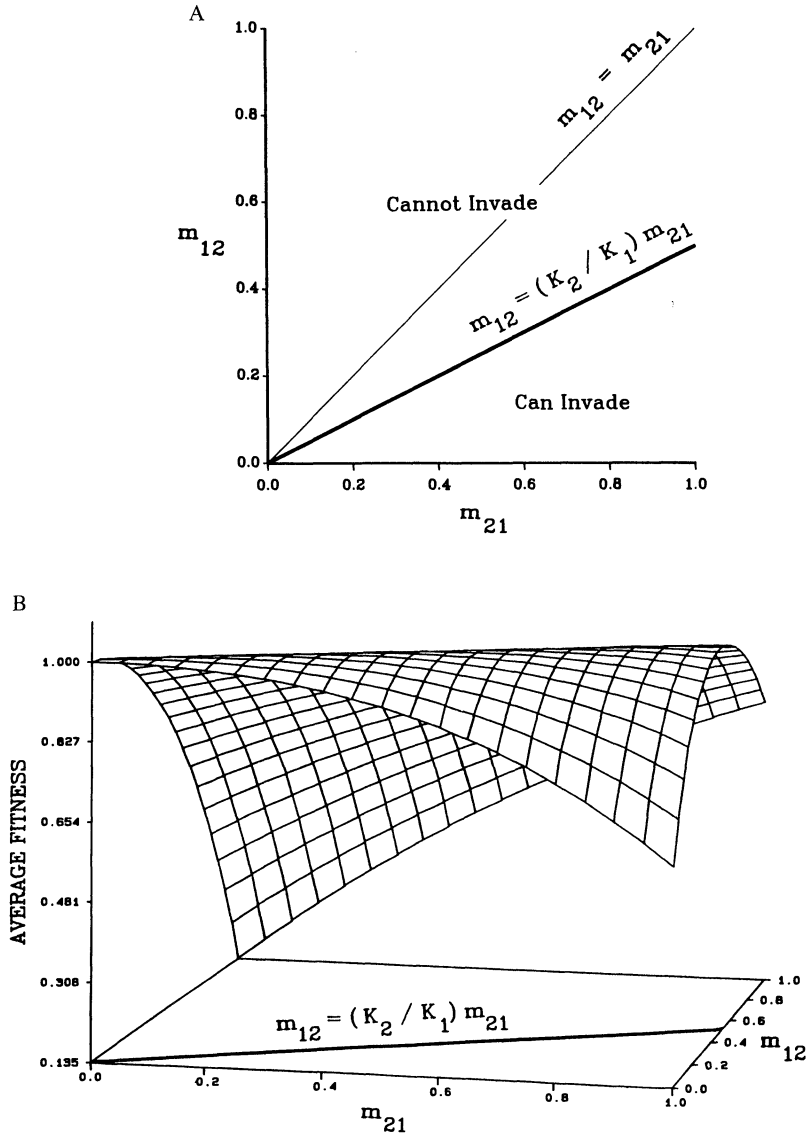 A
1.0
0.8
0.6
0.4
0.2
0.0
m12
m12 = m21
Cannot Invade
m12 = (K2 / K1) m21
Can Invade
0.0 0.2 0.4 0.6 0.8 1.0
m21
B
1.000
0.827
0.654
0.481
0.308
0.135
AVERAGE FITNESS
m12 = (K2 / K1) m21
0.0 0.2 0.4 0.6 0.8 1.0
m21
1.0
0.8
0.6
0.4
0.2
0.0
m12